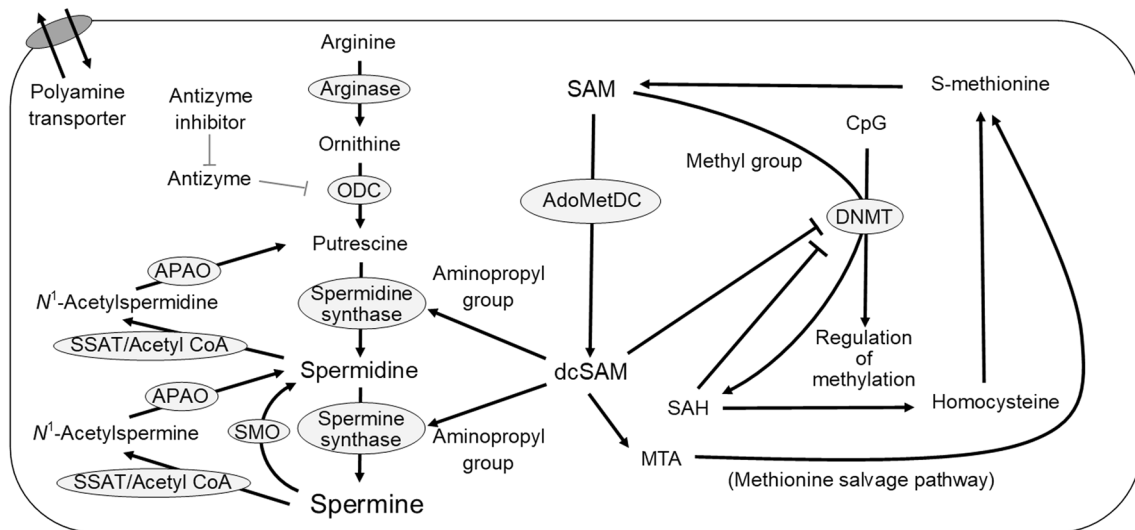 Polyamine
transporter
Antizyme
inhibitor
Antizyme
Arginine
Arginase
Ornithine
ODC
Putrescine
APAO
N1-Acetylspermidine
SSAT/Acetyl CoA
Spermidine
synthase
Aminopropyl
group
Spermidine
APAO
N1-Acetylspermine
SMO
SSAT/Acetyl CoA
Spermine
synthase
Aminopropyl
group
Spermine
SAM
AdoMetDC
dcSAM
Methyl group
CpG
DNMT
Regulation
of
methylation
SAH
MTA
S-methionine
Homocysteine
(Methionine salvage pathway)